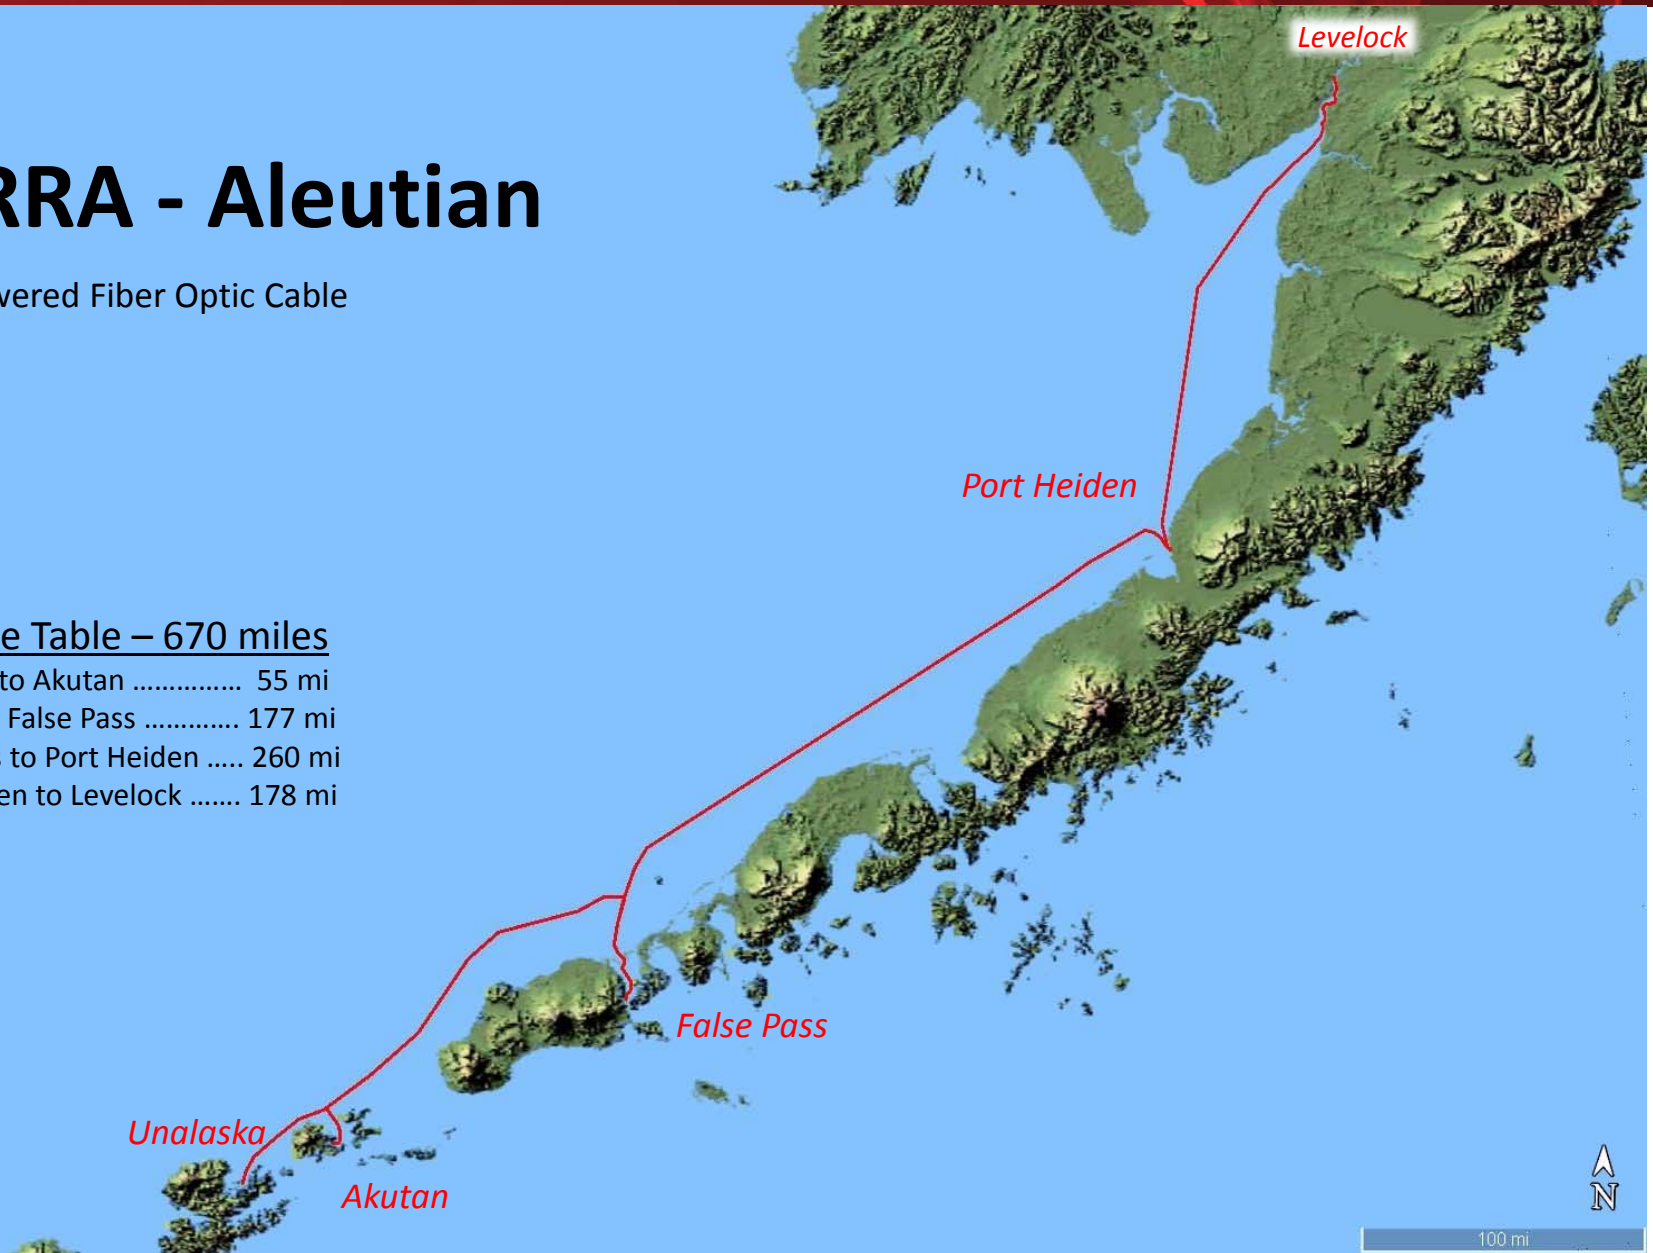 Levelock
RRA - Aleutian
wered Fiber Optic Cable
Port Heiden
e Table – 670 miles
to Akutan …………… 55 mi
False Pass …………. 177 mi
s to Port Heiden ….. 260 mi
en to Levelock ……. 178 mi
False Pass
Unalaska
Akutan
N
100 mi